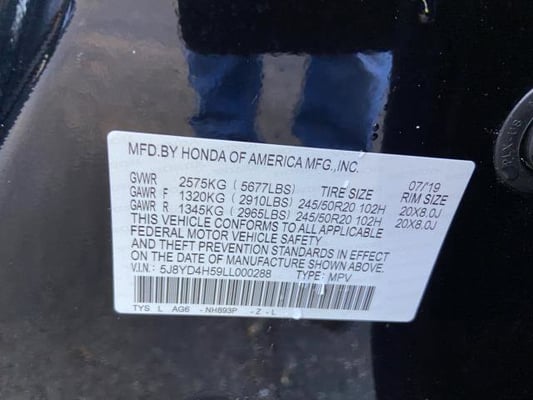 MFD.BY HONDA OF AMERICA MFG.,INC. 07/19
GVWR 2575KG (5677LBS) TIRE SIZE RIM SIZE
GAWR F 1320KG (2910LBS) 245/50R20 102H 20X8.0J
GAWR R 1345KG (2965LBS) 245/50R20 102H 20X8.0J
THIS VEHICLE CONFORMS TO ALL APPLICABLE
FEDERAL MOTOR VEHICLE SAFETY
AND THEFT PREVENTION STANDARDS IN EFFECT
ON THE DATE OF MANUFACTURE SHOWN ABOVE.
V.I.N: 5J8YD4H59LL000288 TYPE: MPV
TYS L AG6 -NH893P -Z -L